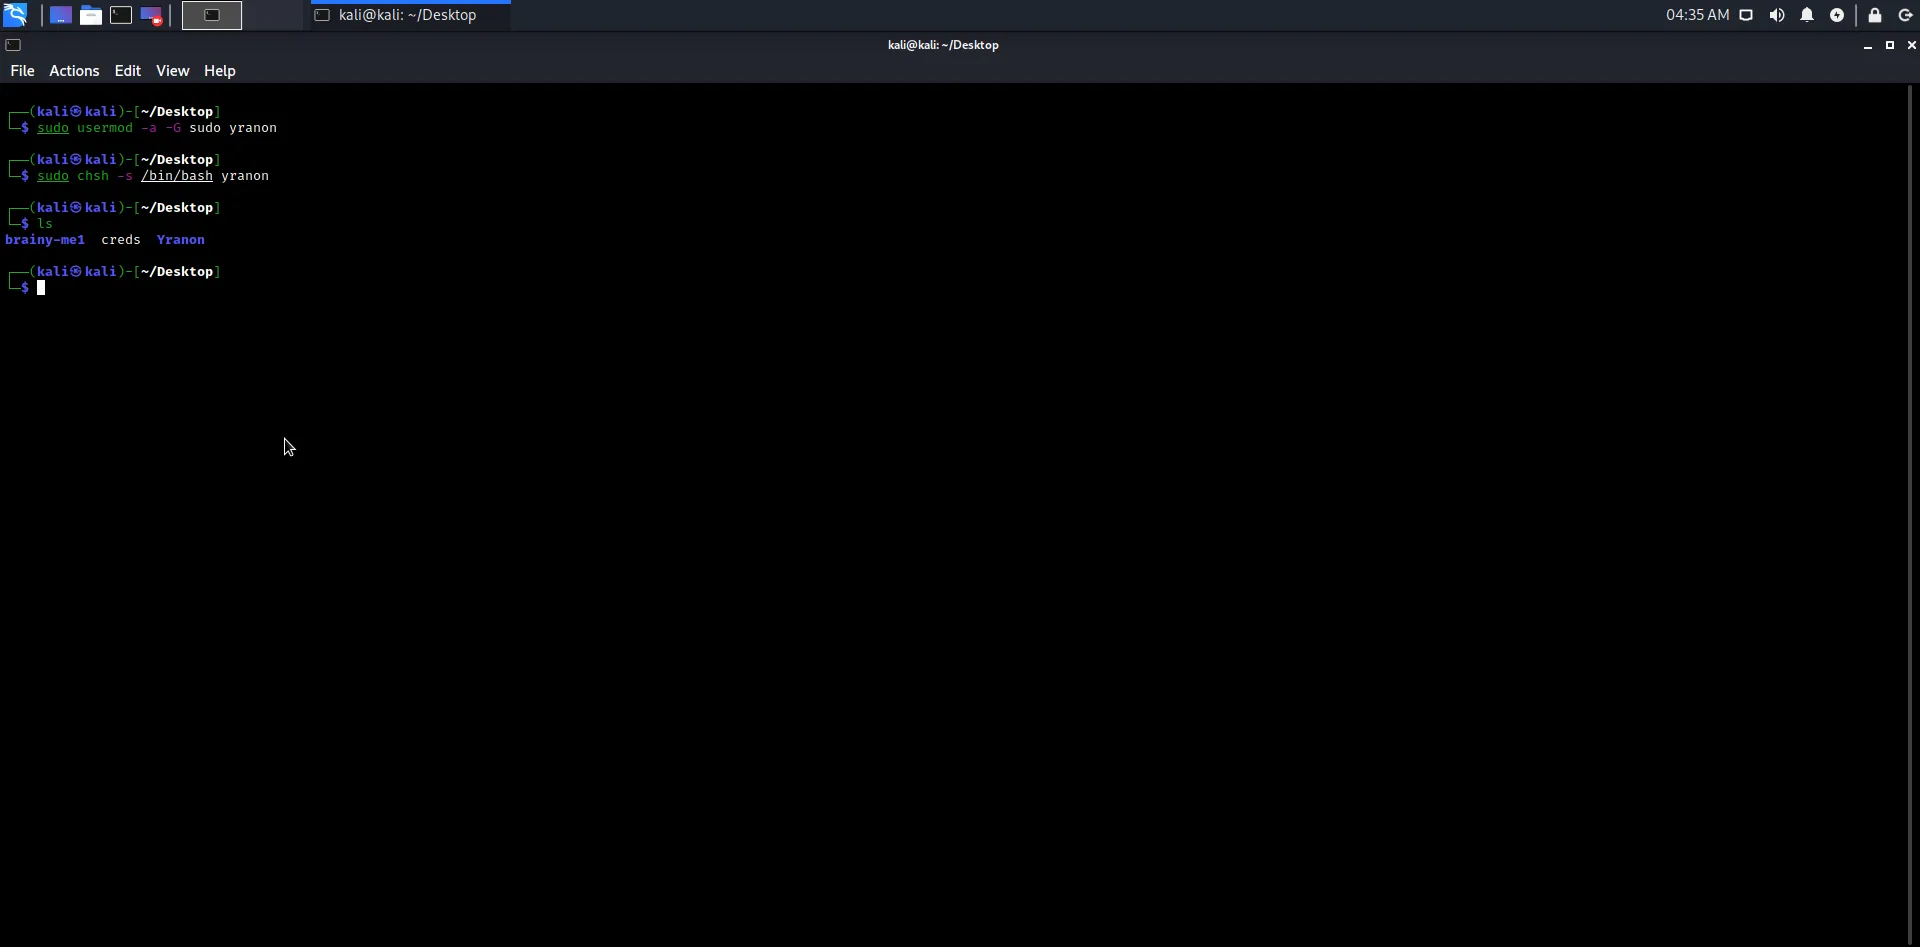 kali@kali: ~/Desktop
04:35 AM
kali@kali: ~/Desktop
File Actions Edit View Help
┌──(kali㉿kali)-[~/Desktop]
└─$ sudo usermod -a -G sudo yranon
┌──(kali㉿kali)-[~/Desktop]
└─$ sudo chsh -s /bin/bash yranon
┌──(kali㉿kali)-[~/Desktop]
└─$ ls
brainy-me1  creds  Yranon
┌──(kali㉿kali)-[~/Desktop]
└─$